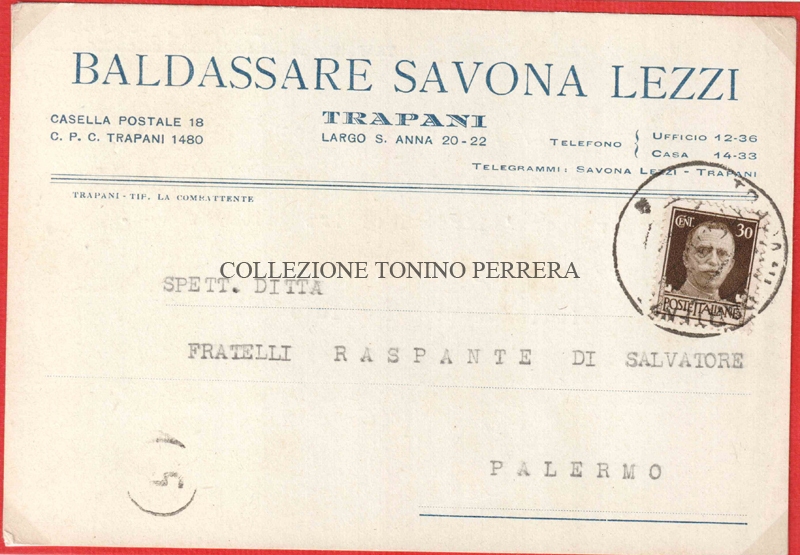 BALDASSARE SAVONA LEZZI
CASELLA POSTALE 18
C. P. C. TRAPANI 1480
TRAPANI
LARGO S. ANNA 20-22
TELEFONO { UFFICIO 12-36
CASA 14-33
TELEGRAMMI: SAVONA LEZZI - TRAPANI
TRAPANI - TIP. LA COMBATTENTE
CENT. 30
POSTE ITALIANE
COLLEZIONE TONINO PERRERA
SPETT. DITTA
FRATELLI RASPANTE DI SALVATORE
PALERMO
5